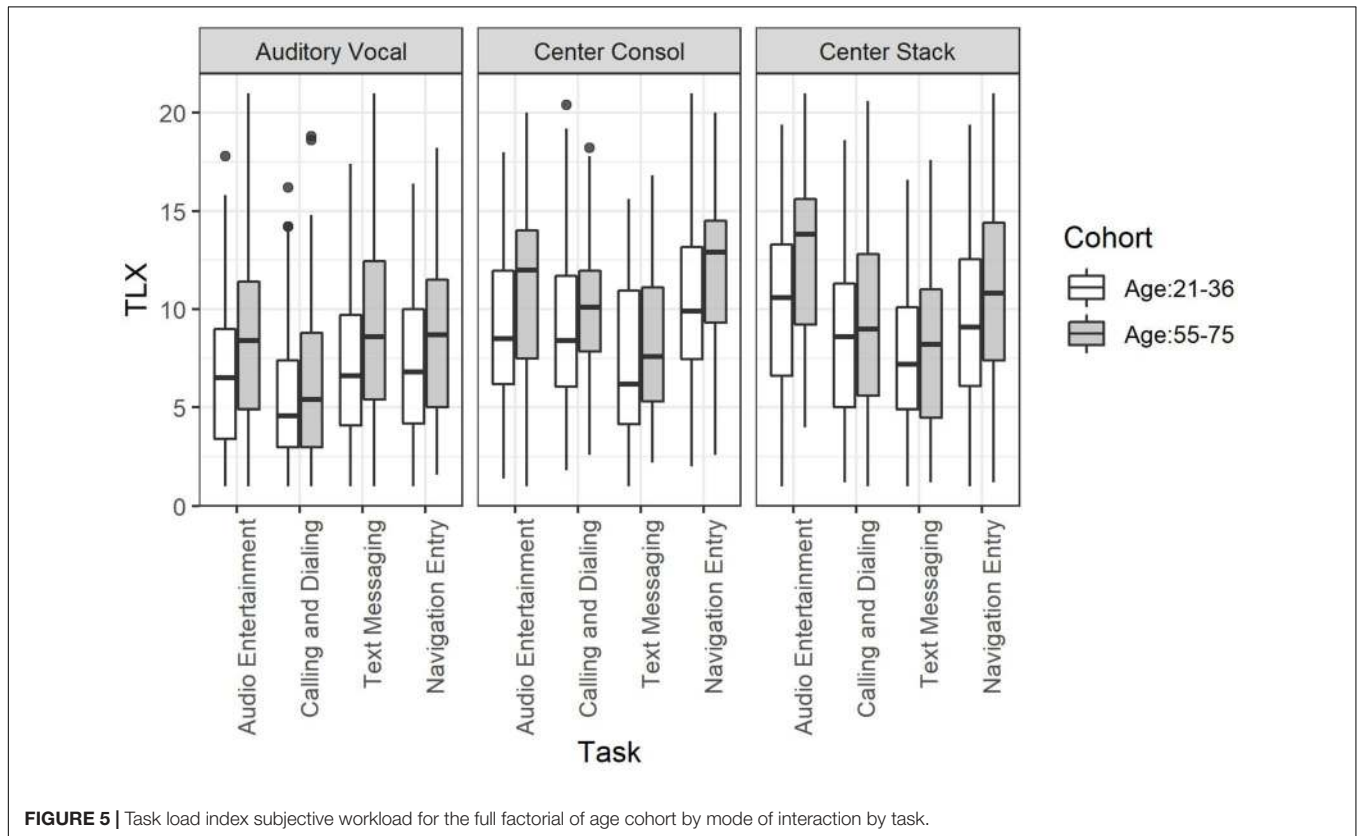 Auditory Vocal
Center Consol
Center Stack
TLX
20
15
10
5
0
Audio Entertainment
Calling and Dialing
Text Messaging
Navigation Entry
Audio Entertainment
Calling and Dialing
Text Messaging
Navigation Entry
Audio Entertainment
Calling and Dialing
Text Messaging
Navigation Entry
Task
Cohort
Age:21-36
Age:55-75
FIGURE 5 | Task load index subjective workload for the full factorial of age cohort by mode of interaction by task.